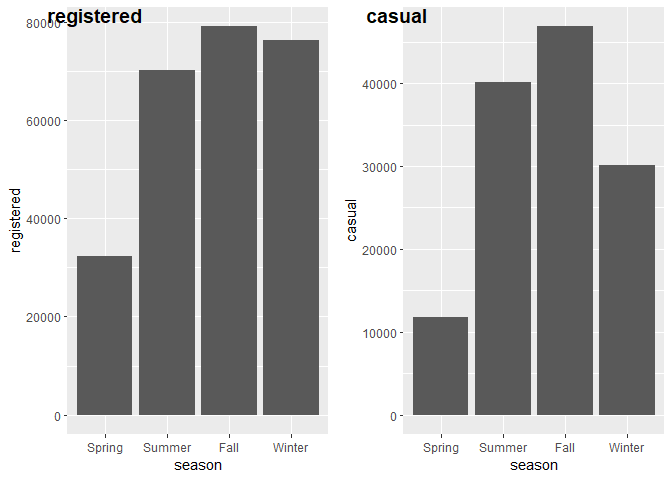 registered
80000
60000
40000
20000
0
registered
Spring Summer Fall Winter
season
casual
40000
30000
20000
10000
0
casual
Spring Summer Fall Winter
season